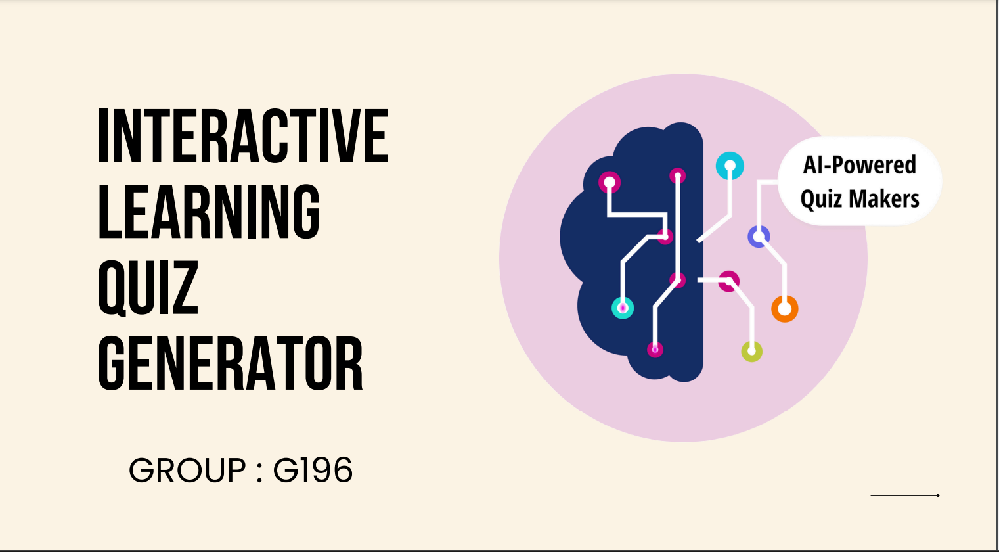 INTERACTIVE
LEARNING
QUIZ
GENERATOR
GROUP : G196
AI-Powered
Quiz Makers